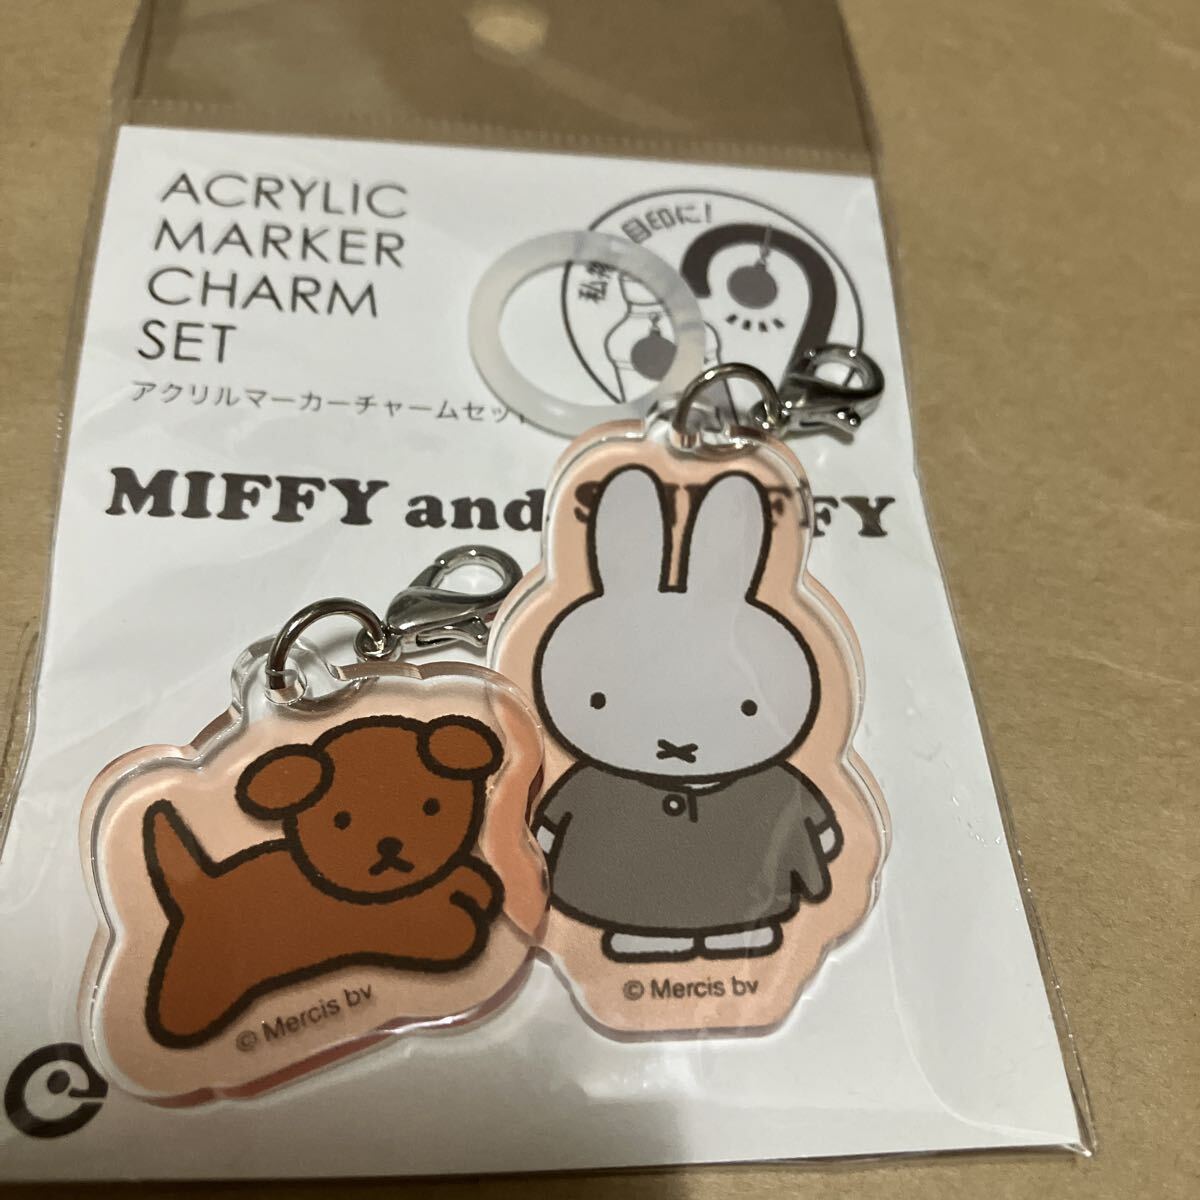 ACRYLIC
MARKER
CHARM
SET
アクリルマーカーチャームセット
目印に!
MIFFY and
© Mercis bv
© Mercis bv